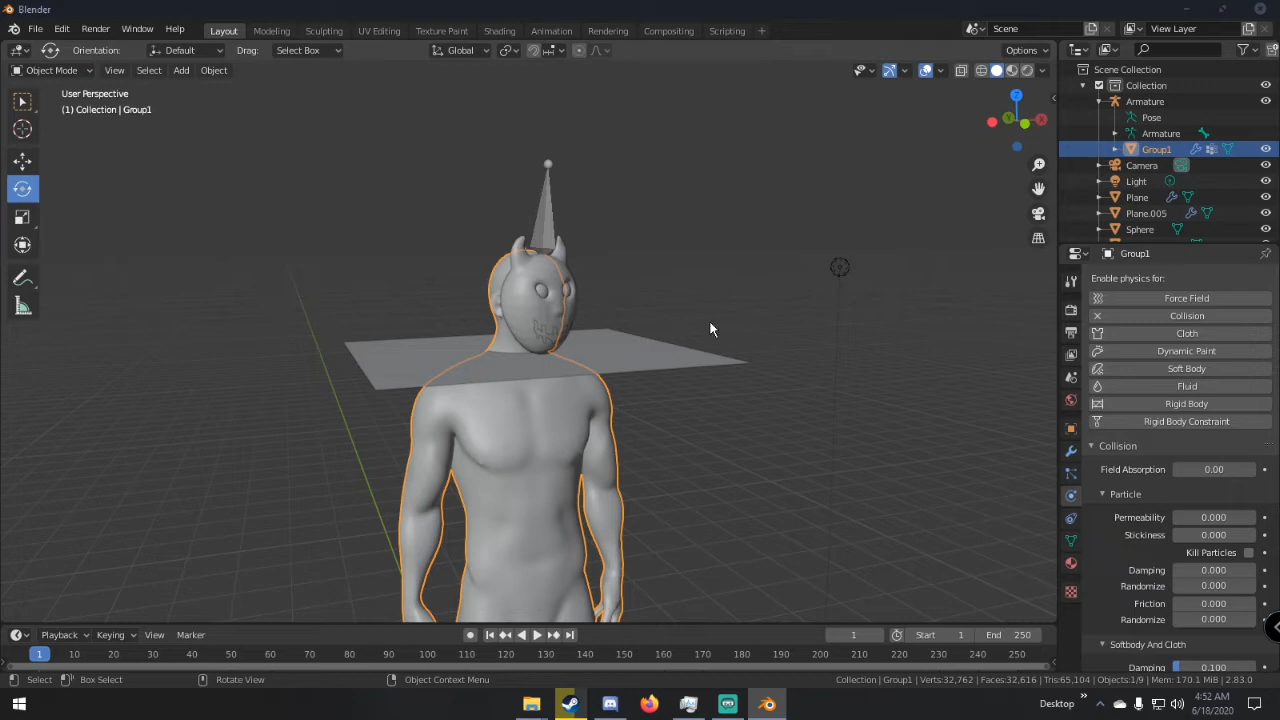 Blender
File Edit Render Window Help
Layout Modeling Sculpting UV Editing Texture Paint Shading Animation Rendering Compositing Scripting +
Scene
View Layer
Orientation: Default Drag: Select Box
Global
Options
Object Mode View Select Add Object
User Perspective
(1) Collection | Group1
Z
Y
X
Scene Collection
Collection
Armature
Pose
Armature
Group1
Camera
Light
Plane
Plane.005
Sphere
Group1
Enable physics for:
Force Field
Collision
Cloth
Dynamic Paint
Soft Body
Fluid
Rigid Body
Rigid Body Constraint
Collision
Field Absorption 0.00
Particle
Permeability 0.000
Stickiness 0.000
Kill Particles
Damping 0.000
Randomize 0.000
Friction 0.000
Randomize 0.000
Softbody And Cloth
Damping 0.100
Playback Keying View Marker
1 Start 1 End 250
1 10 20 30 40 50 60 70 80 90 100 110 120 130 140 150 160 170 180 190 200 210 220 230 240 250
Select Box Select Rotate View Object Context Menu
Collection | Group1 | Verts:32,762 | Faces:32,616 | Tris:65,104 | Objects:1/9 | Mem: 170.1 MiB | 2.83.0
Desktop
4:52 AM
6/18/2020